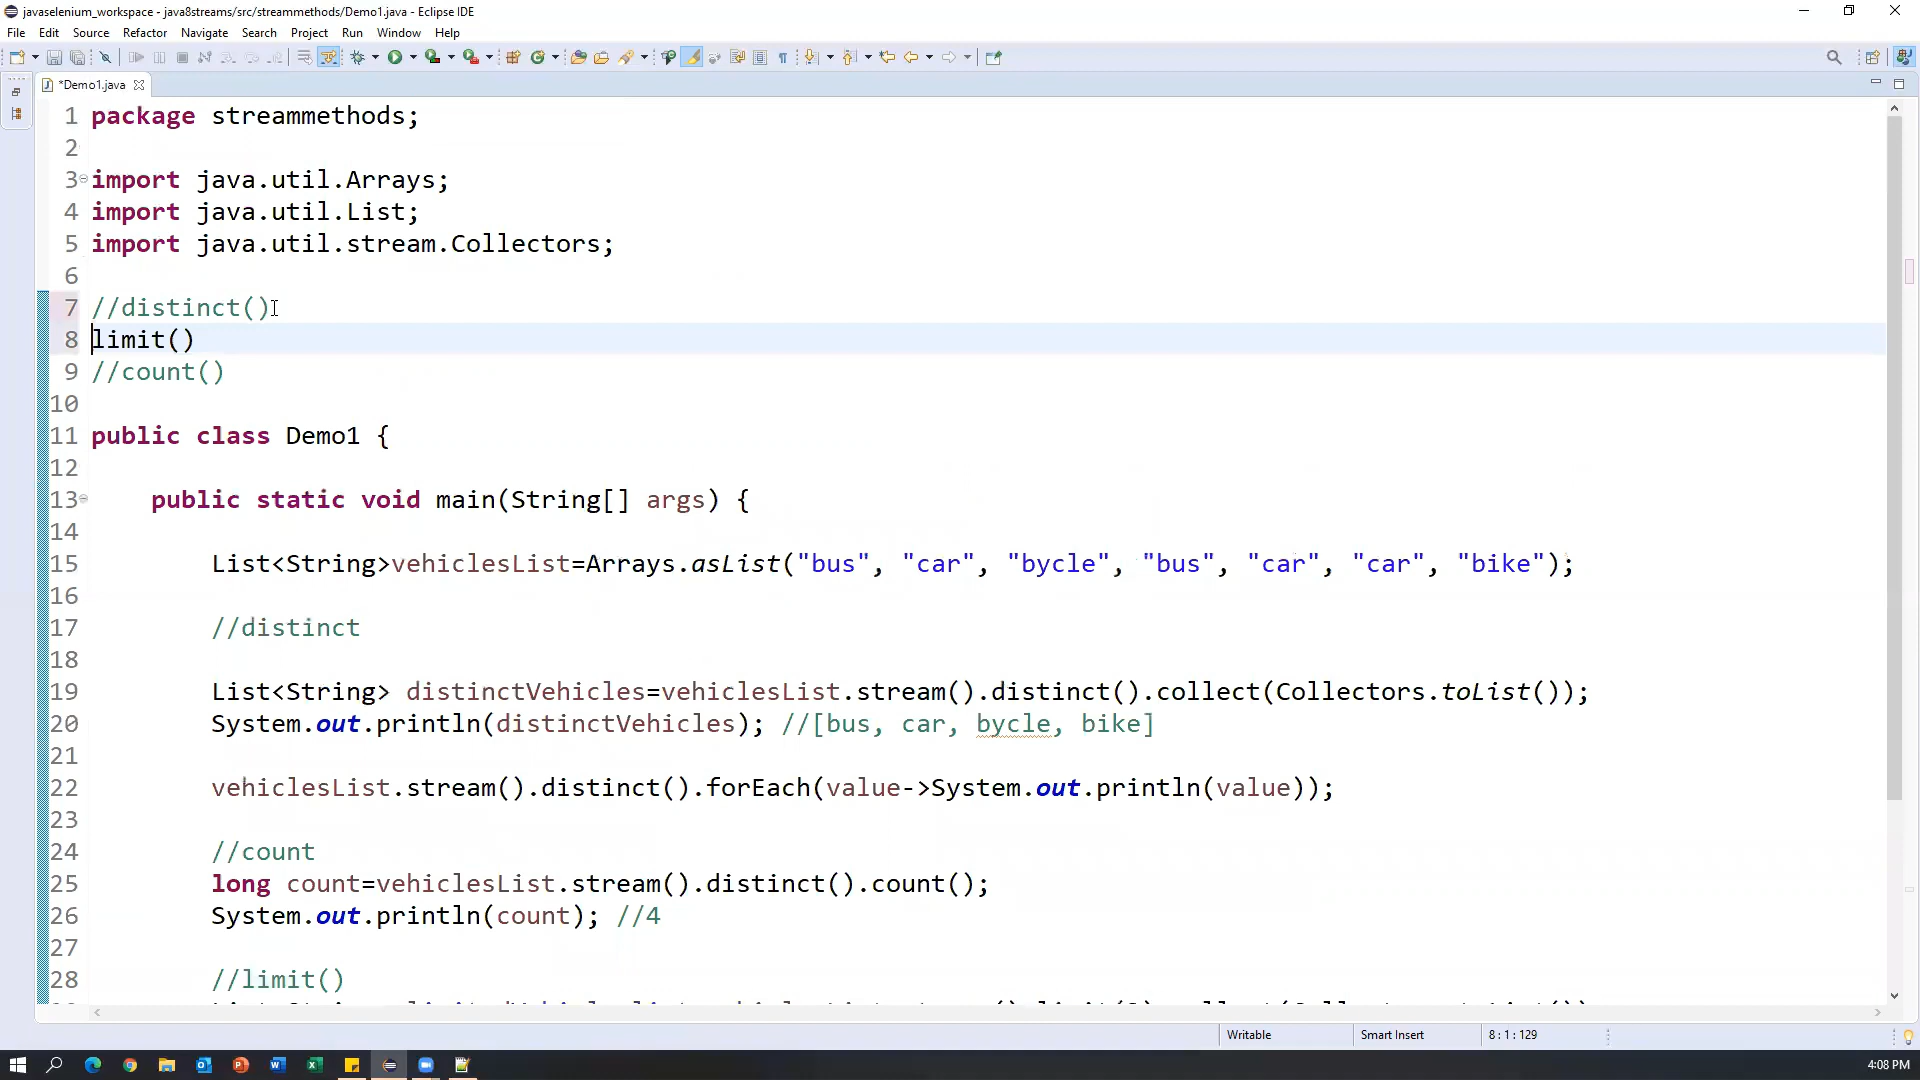 javaselenium_workspace - java8streams/src/streammethods/Demo1.java - Eclipse IDE
File Edit Source Refactor Navigate Search Project Run Window Help
*Demo1.java
1 package streammethods;
2
3 import java.util.Arrays;
4 import java.util.List;
5 import java.util.stream.Collectors;
6
7 //distinct()
8 limit()
9 //count()
10
11 public class Demo1 {
12
13 public static void main(String[] args) {
14
15 List<String>vehiclesList=Arrays.asList("bus", "car", "bycle", "bus", "car", "car", "bike");
16
17 //distinct
18
19 List<String> distinctVehicles=vehiclesList.stream().distinct().collect(Collectors.toList());
20 System.out.println(distinctVehicles); //[bus, car, bycle, bike]
21
22 vehiclesList.stream().distinct().forEach(value->System.out.println(value));
23
24 //count
25 long count=vehiclesList.stream().distinct().count();
26 System.out.println(count); //4
27
28 //limit()
Writable Smart Insert 8 : 1 : 129
4:08 PM